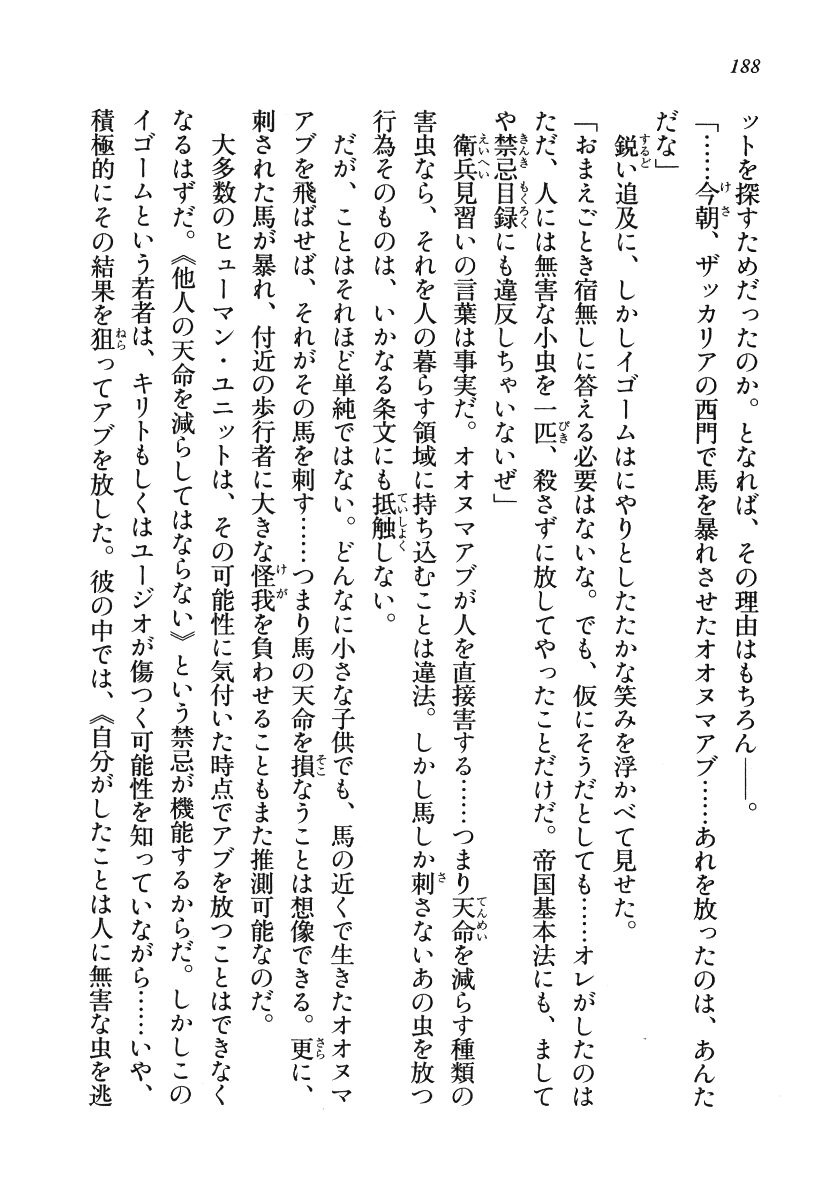 188
ットを探すためだったのか。となれば、その理由はもちろん――。
「……今朝、ザッカリアの西門で馬を暴れさせたオオヌマアブ……あれを放ったのは、あんた
だな」
鋭い追及に、しかしイゴームはにやりとしたたかな笑みを浮かべて見せた。
「おまえごとき宿無しに答える必要はないな。でも、仮にそうだとしても……オレがしたのは
ただ、人には無害な小虫を一匹、殺さずに放してやったことだけだ。帝国基本法にも、まして
や禁忌目録にも違反しちゃいないぜ」
衛兵見習いの言葉は事実だ。オオヌマアブが人を直接害する……つまり天命を減らす種類の
害虫なら、それを人の暮らす領域に持ち込むことは違法。しかし馬しか刺さないあの虫を放つ
行為そのものは、いかなる条文にも抵触しない。
だが、ことはそれほど単純ではない。どんなに小さな子供でも、馬の近くで生きたオオヌマ
アブを飛ばせば、それがその馬を刺す……つまり馬の天命を損なうことは想像できる。更に、
刺された馬が暴れ、付近の歩行者に大きな怪我を負わせることもまた推測可能なのだ。
大多数のヒューマン・ユニットは、その可能性に気付いた時点でアブを放つことはできなく
なるはずだ。《他人の天命を減らしてはならない》という禁忌が機能するからだ。しかしこの
イゴームという若者は、キリトもしくはユージオが傷つく可能性を知っていながら……いや、
積極的にその結果を狙ってアブを放した。彼の中では、《自分がしたことは人に無害な虫を逃